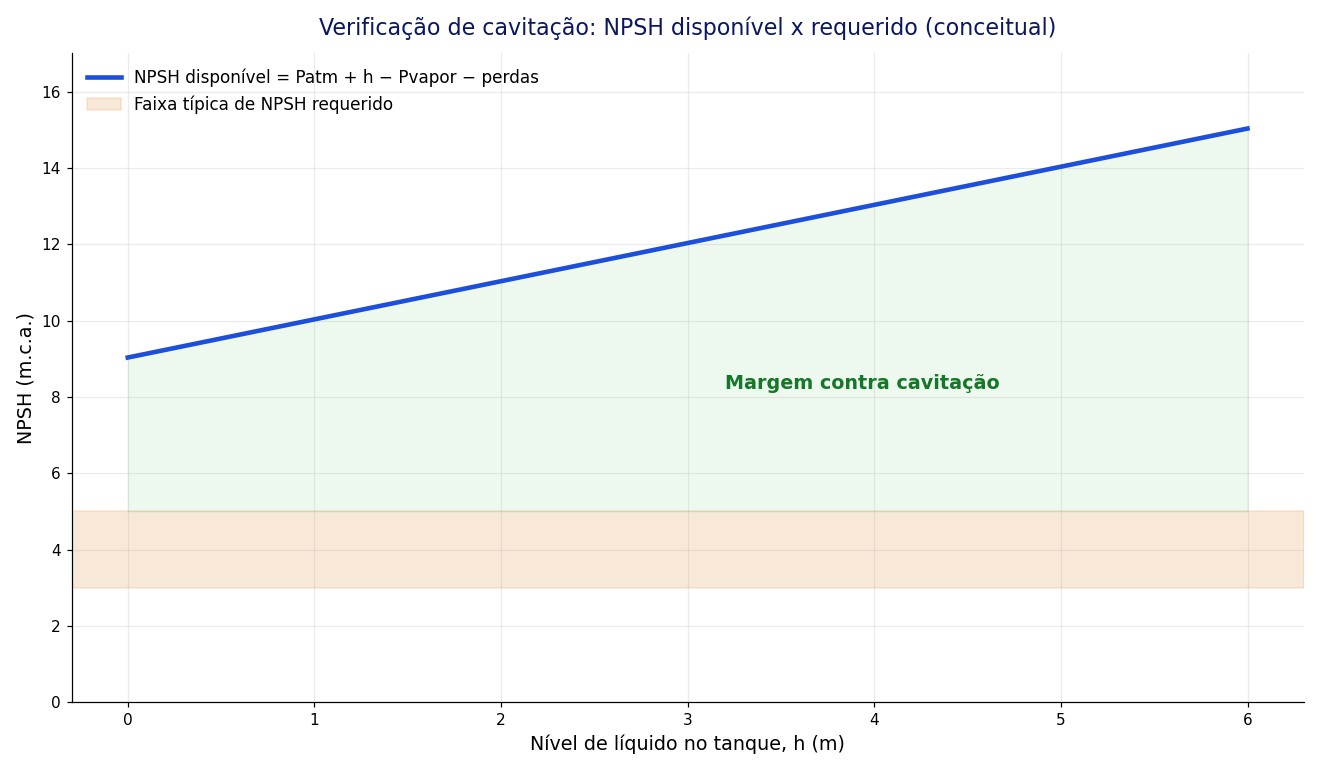 Verificação de cavitação: NPSH disponível x requerido (conceitual)
NPSH disponível = Patm + h − Pvapor − perdas
Faixa típica de NPSH requerido
NPSH (m.c.a.)
16
14
12
10
8
6
4
2
0
Margem contra cavitação
0 1 2 3 4 5 6
Nível de líquido no tanque, h (m)